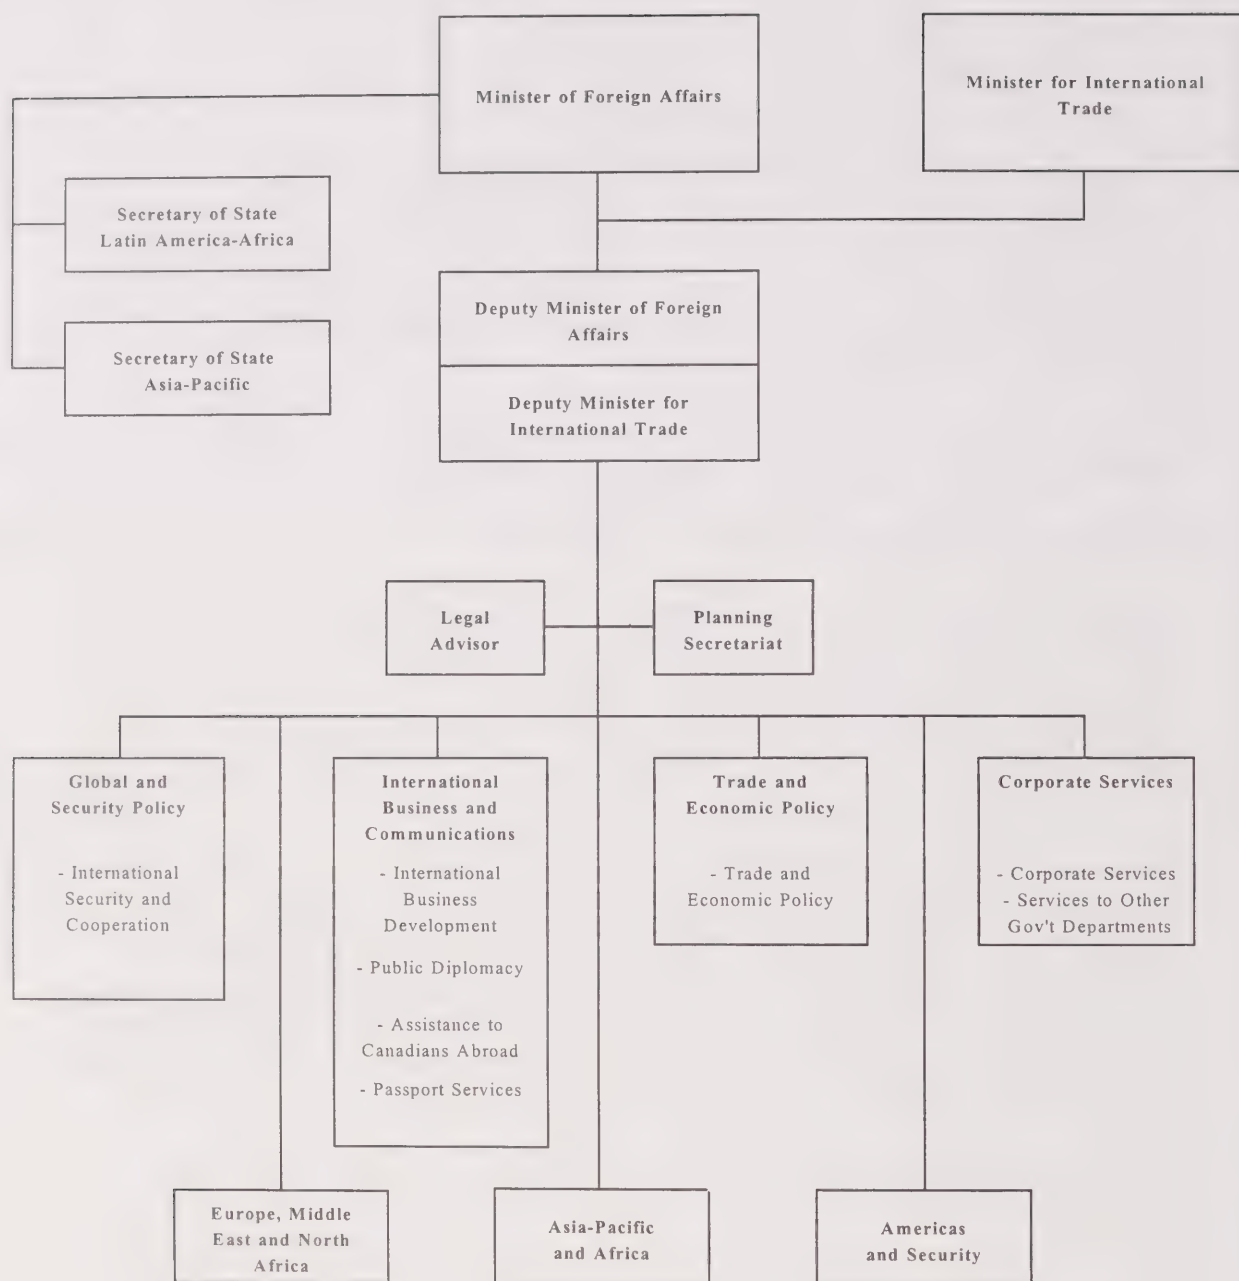 Minister of Foreign Affairs
Minister for International
Trade
Secretary of State
Latin America-Africa
Secretary of State
Asia-Pacific
Deputy Minister of Foreign
Affairs
Deputy Minister for
International Trade
Legal
Advisor
Planning
Secretariat
Global and
Security Policy
- International
Security and
Cooperation
International
Business and
Communications
- International
Business
Development
- Public Diplomacy
- Assistance to
Canadians Abroad
- Passport Services
Trade and
Economic Policy
- Trade and
Economic Policy
Corporate Services
- Corporate Services
- Services to Other
Gov't Departments
Europe, Middle
East and North
Africa
Asia-Pacific
and Africa
Americas
and Security